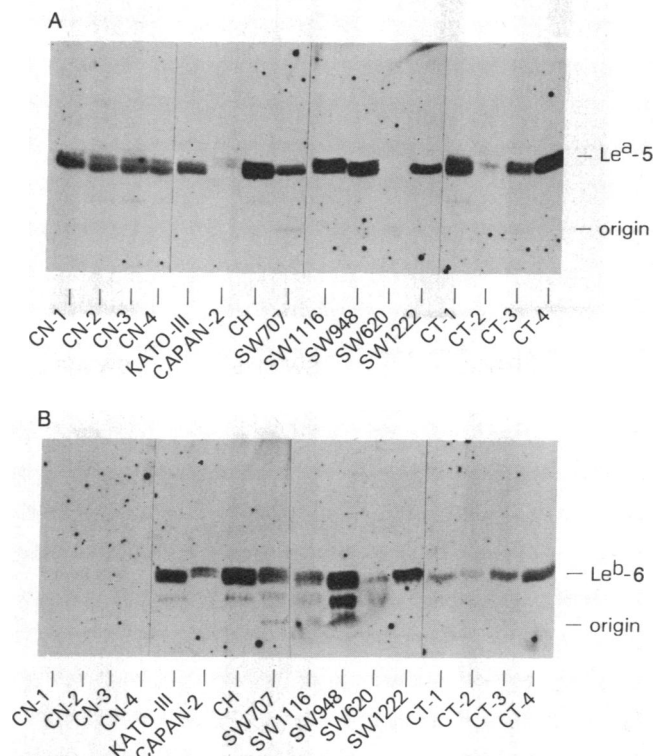 A
Leᵃ-5
origin
CN-1
CN-2
CN-3
CN-4
KATO-III
CAPAN-2
CH
SW707
SW1116
SW948
SW620
SW1222
CT-1
CT-2
CT-3
CT-4
B
Leᵇ-6
origin
CN-1
CN-2
CN-3
CN-4
KATO-III
CAPAN-2
CH
SW707
SW1116
SW948
SW620
SW1222
CT-1
CT-2
CT-3
CT-4